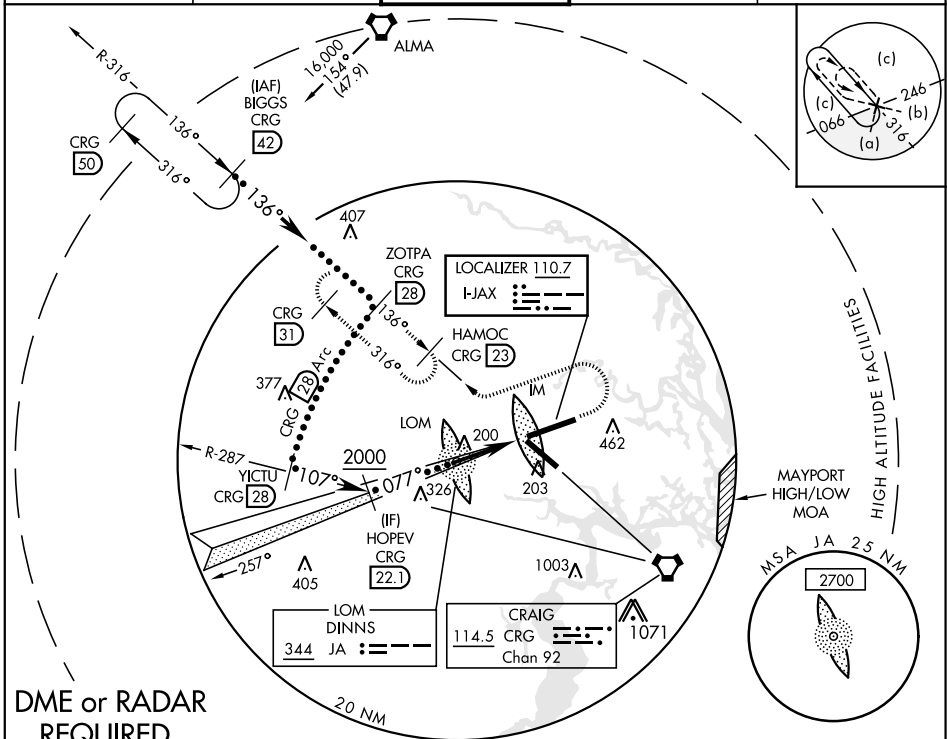 ALMA
16,000
154°
(47.9)
R-316
(IAF)
BIGGS
CRG
42
136°
316°
CRG
50
136°
407
ZOTPA
CRG
28
LOCALIZER 110.7
I-JAX
CRG
31
136°
316°
HAMOC
CRG 23
377
CRG 28 Arc
LOM
IM
200
462
R-287
107°
2000
077°
326
203
YICTU
CRG 28
(IF)
HOPEV
CRG
22.1
257°
405
1003
1071
LOM
DINNS
344 JA
CRAIG
114.5 CRG
Chan 92
20 NM
DME or RADAR
REQUIRED
HIGH ALTITUDE FACILITIES
MAYPORT
HIGH/LOW
MOA
MSA JA 25 NM
2700
(c)
(c)
246
066
(b)
316
(a)